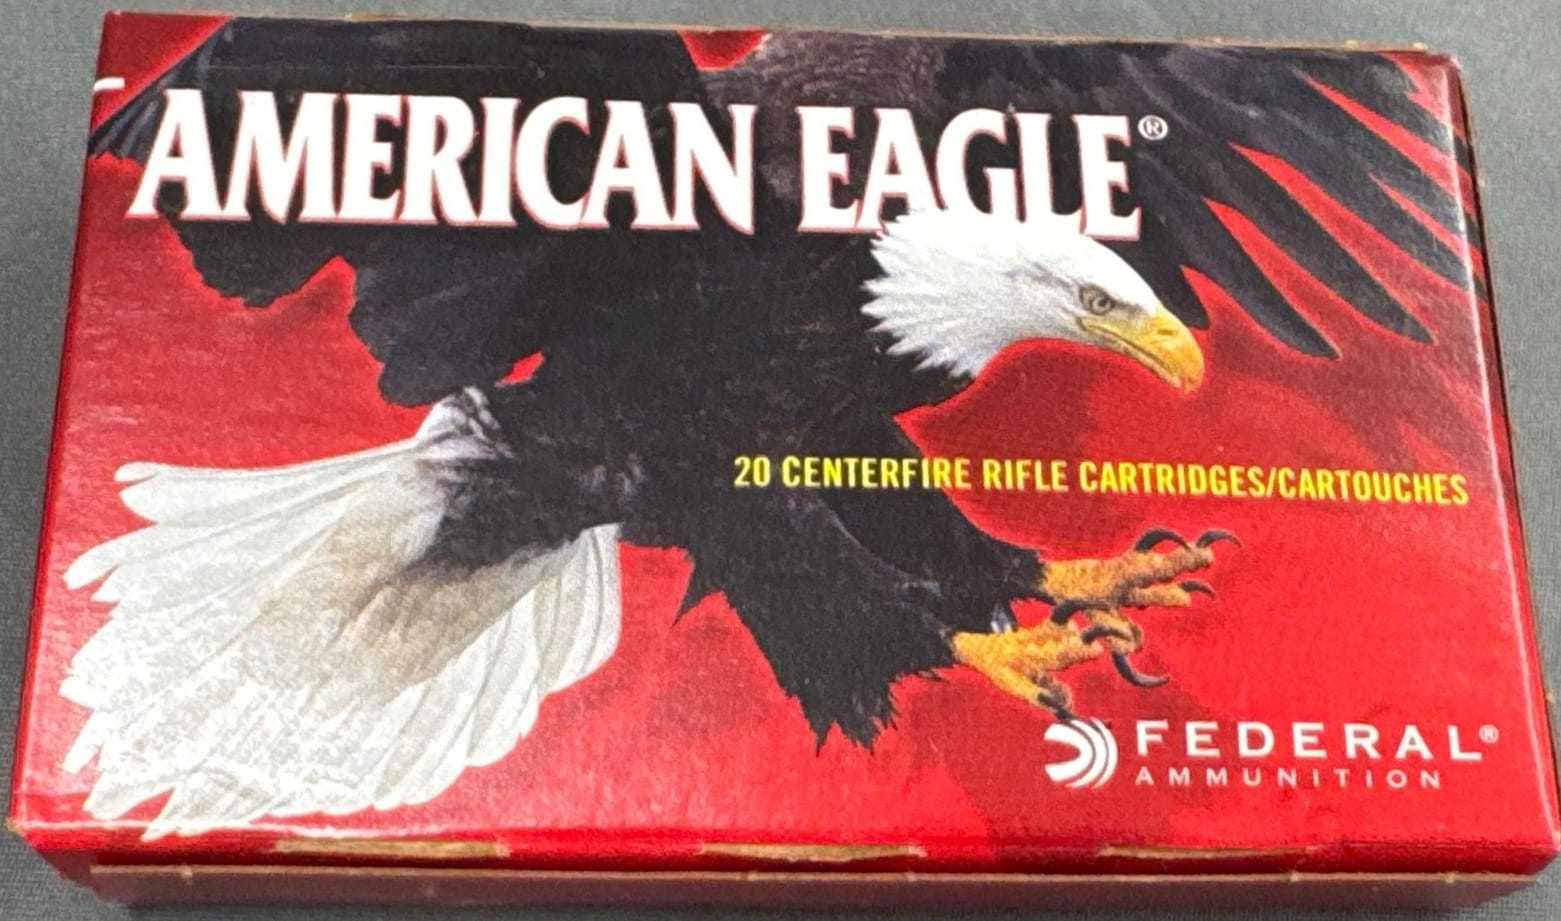 AMERICAN EAGLE®
20 CENTERFIRE RIFLE CARTRIDGES/CARTOUCHES
FEDERAL®
AMMUNITION